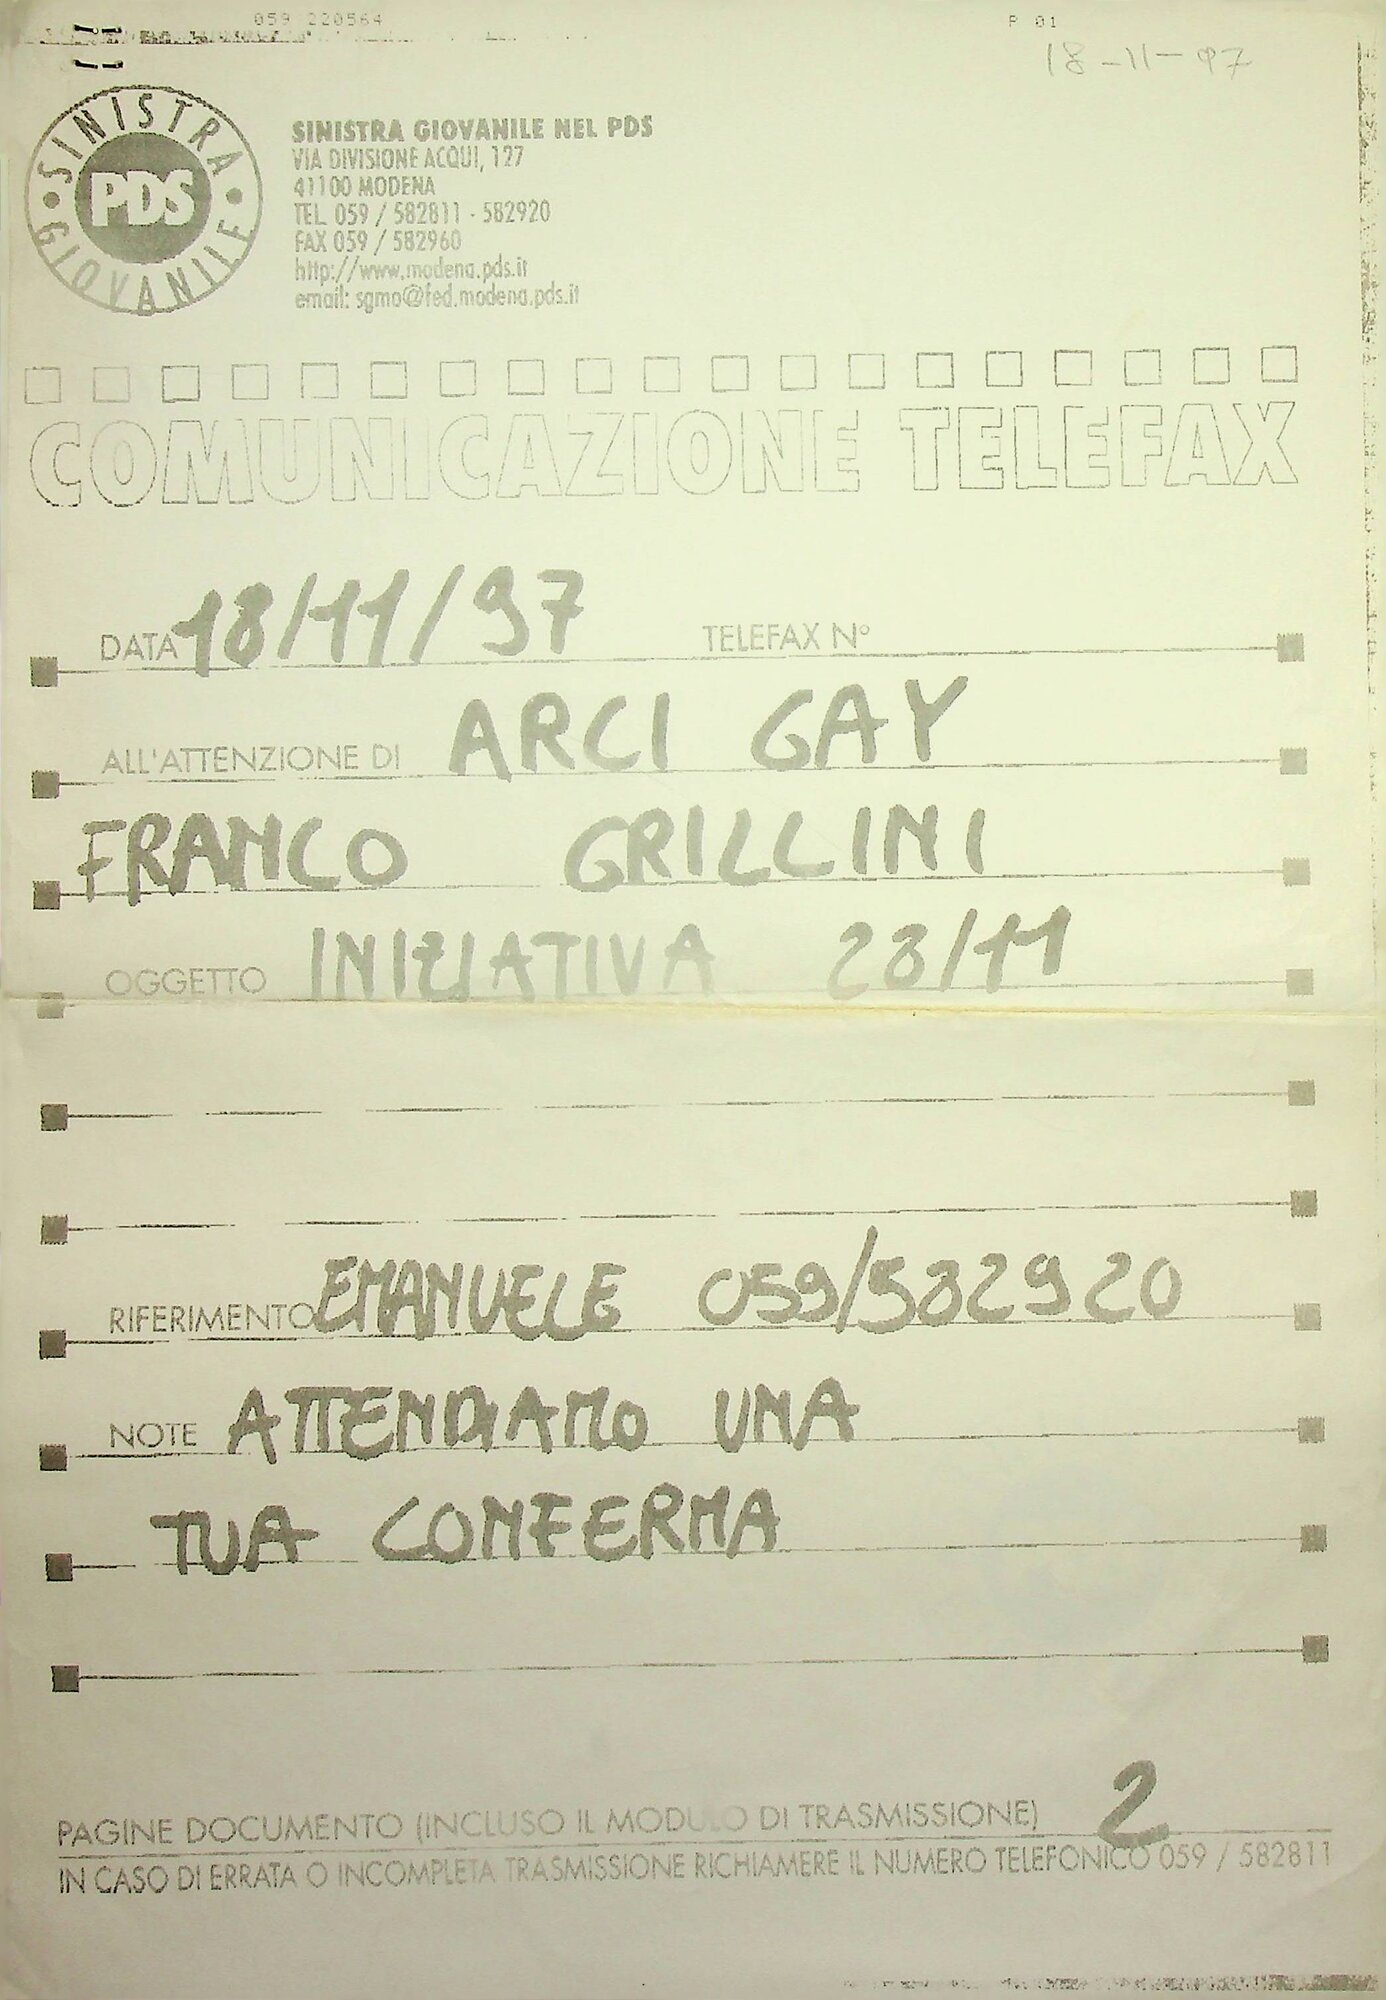 059 220564 P 01
18-11-97
SINISTRA GIOVANILE
PDS
SINISTRA GIOVANILE NEL PDS
VIA DIVISIONE ACQUI, 127
41100 MODENA
TEL. 059 / 582811 - 582920
FAX 059 / 582960
http://www.modena.pds.it
email: sgmo@fed.modena.pds.it
COMUNICAZIONE TELEFAX
DATA 18/11/97 TELEFAX N°
ALL'ATTENZIONE DI ARCI GAY
FRANCO GRILLINI
OGGETTO INIZIATIVA 28/11
RIFERIMENTO EMANUELE 059/582920
NOTE ATTENDIAMO UNA
TUA CONFERMA
PAGINE DOCUMENTO (INCLUSO IL MODULO DI TRASMISSIONE) 2
IN CASO DI ERRATA O INCOMPLETA TRASMISSIONE RICHIAMERE IL NUMERO TELEFONICO 059 / 582811